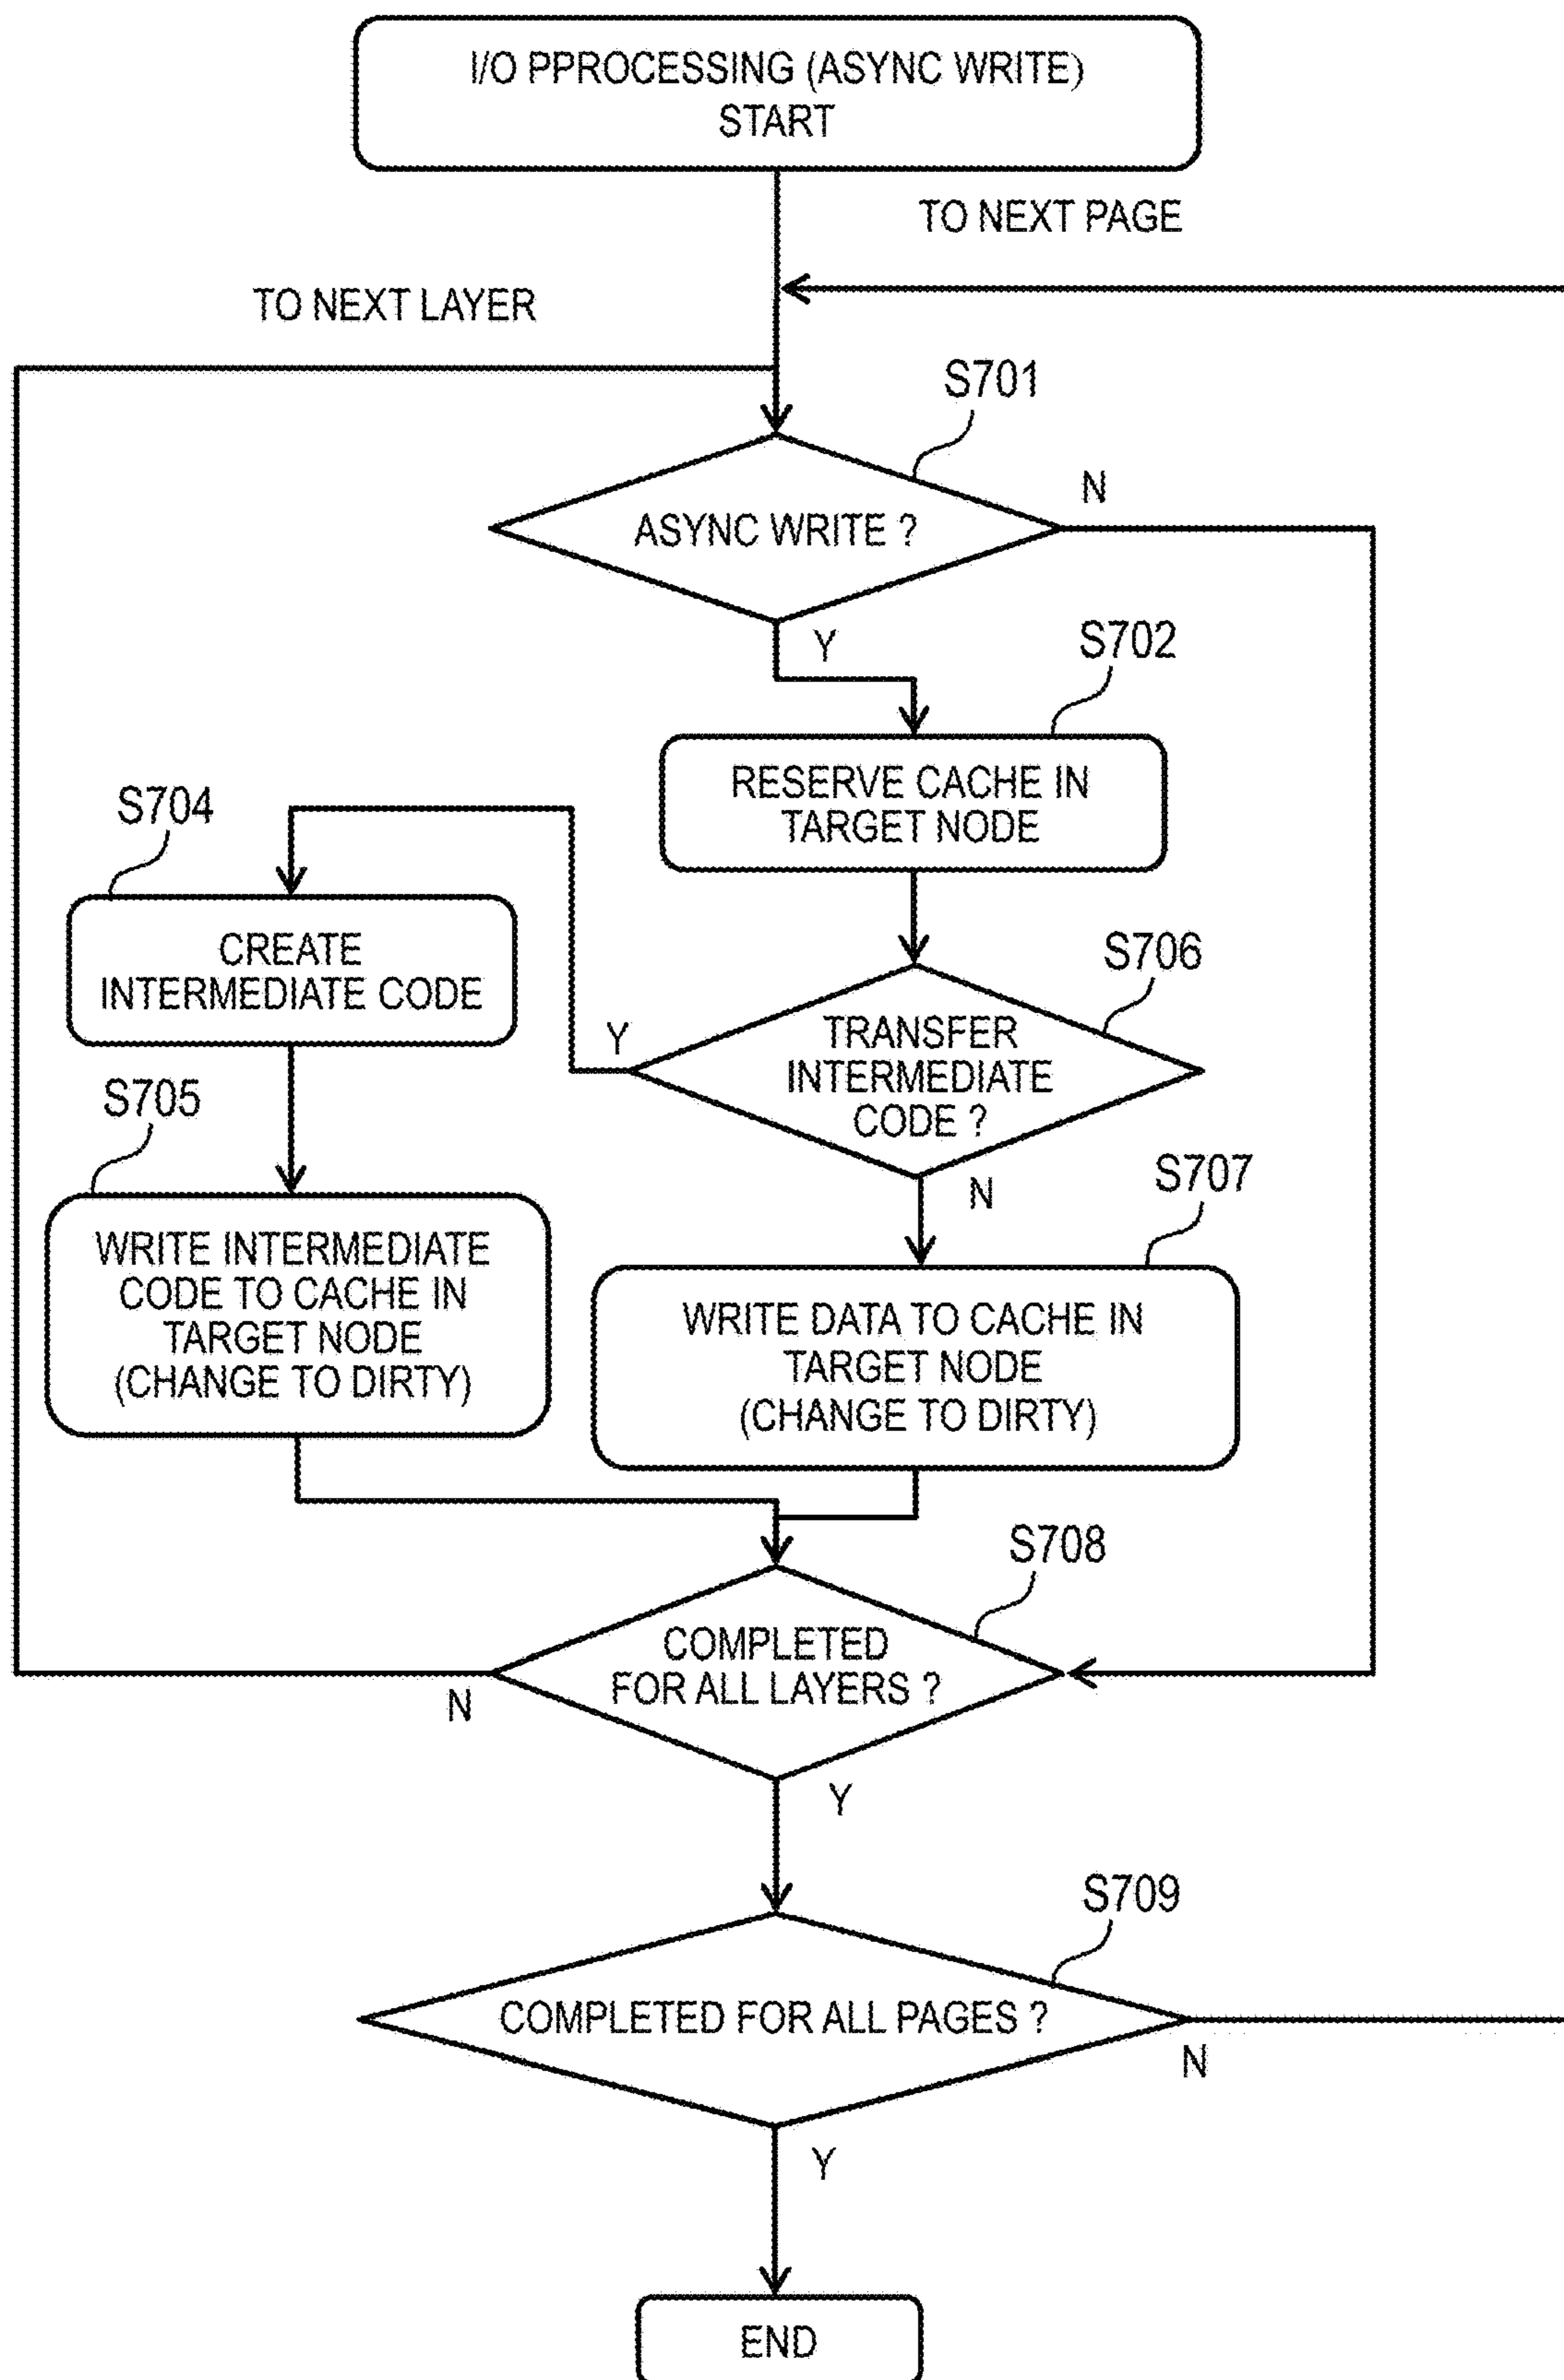 I/O PPROCESSING (ASYNC WRITE)
START
TO NEXT PAGE
TO NEXT LAYER
S701
ASYNC WRITE ?
N
Y
S702
RESERVE CACHE IN
TARGET NODE
S704
CREATE
INTERMEDIATE CODE
S706
TRANSFER
INTERMEDIATE
CODE ?
Y
N
S705
WRITE INTERMEDIATE
CODE TO CACHE IN
TARGET NODE
(CHANGE TO DIRTY)
S707
WRITE DATA TO CACHE IN
TARGET NODE
(CHANGE TO DIRTY)
S708
COMPLETED
FOR ALL LAYERS ?
N
Y
S709
COMPLETED FOR ALL PAGES ?
N
Y
END